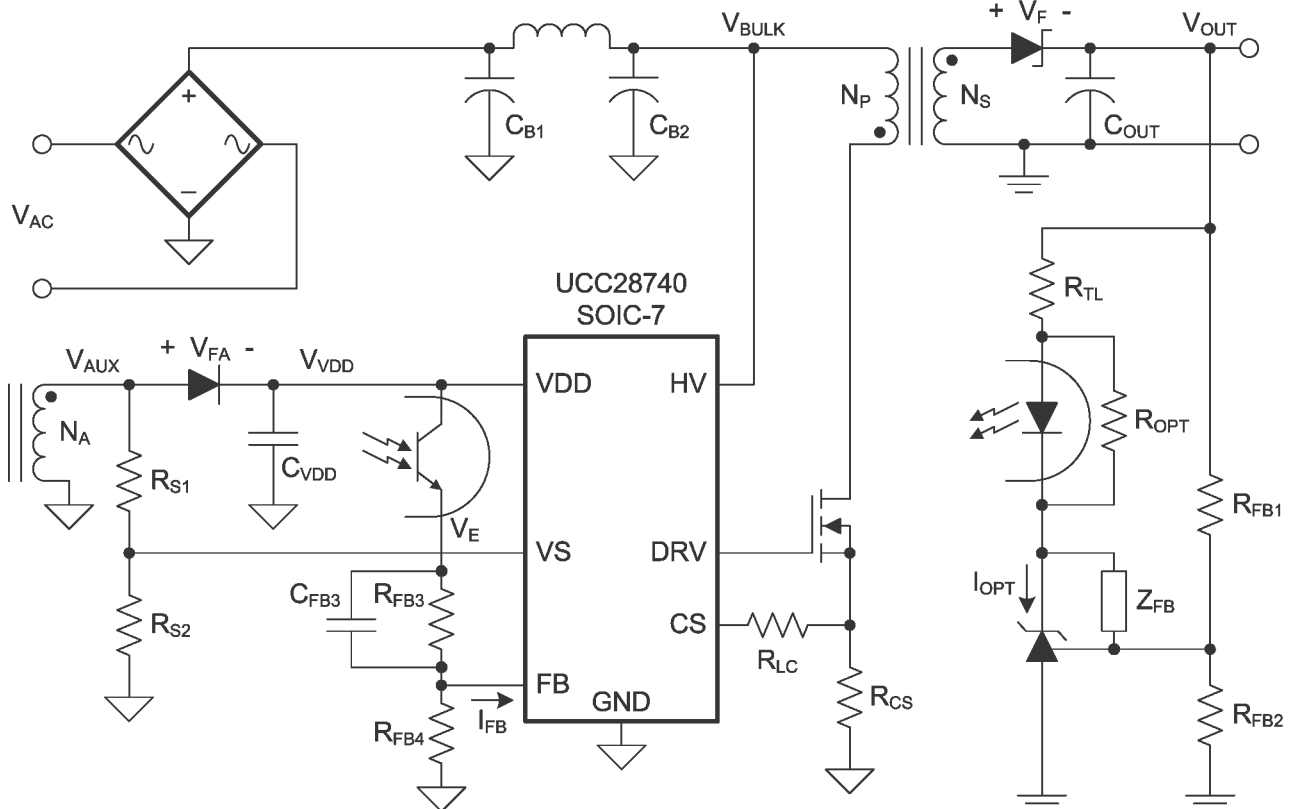 + V_F -
V_BULK
V_OUT
+
N_P
N_S
C_B1
C_B2
C_OUT
−
V_AC
UCC28740
SOIC-7
R_TL
+ V_FA -
V_AUX
V_VDD
VDD
HV
N_A
R_OPT
C_VDD
R_S1
R_FB1
V_E
VS
DRV
I_OPT
Z_FB
C_FB3
R_FB3
R_S2
CS
R_LC
FB
GND
I_FB
R_CS
R_FB4
R_FB2